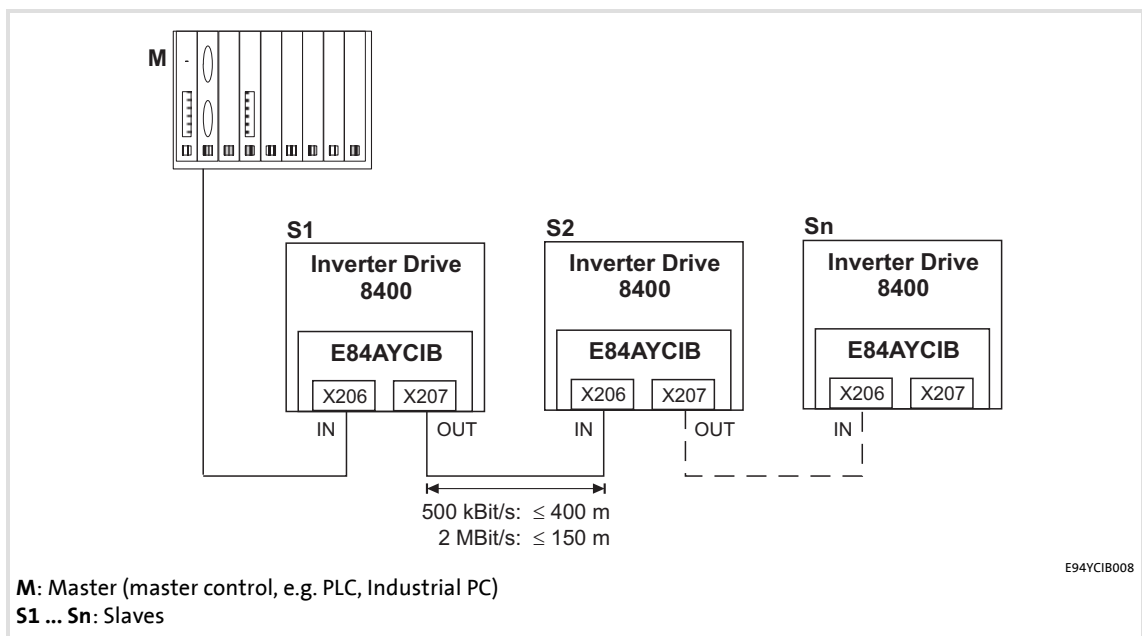 M
S1
Inverter Drive
8400
E84AYCIB
X206 X207
IN OUT
S2
Inverter Drive
8400
E84AYCIB
X206 X207
IN OUT
Sn
Inverter Drive
8400
E84AYCIB
X206 X207
IN
500 kBit/s: ≤ 400 m
2 MBit/s: ≤ 150 m
E94YCIB008
M: Master (master control, e.g. PLC, Industrial PC)
S1 ... Sn: Slaves